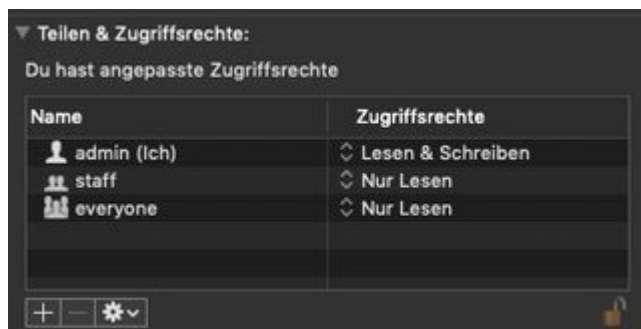 Teilen & Zugriffsrechte:
Du hast angepasste Zugriffsrechte
Name Zugriffsrechte
admin (Ich) Lesen & Schreiben
staff Nur Lesen
everyone Nur Lesen